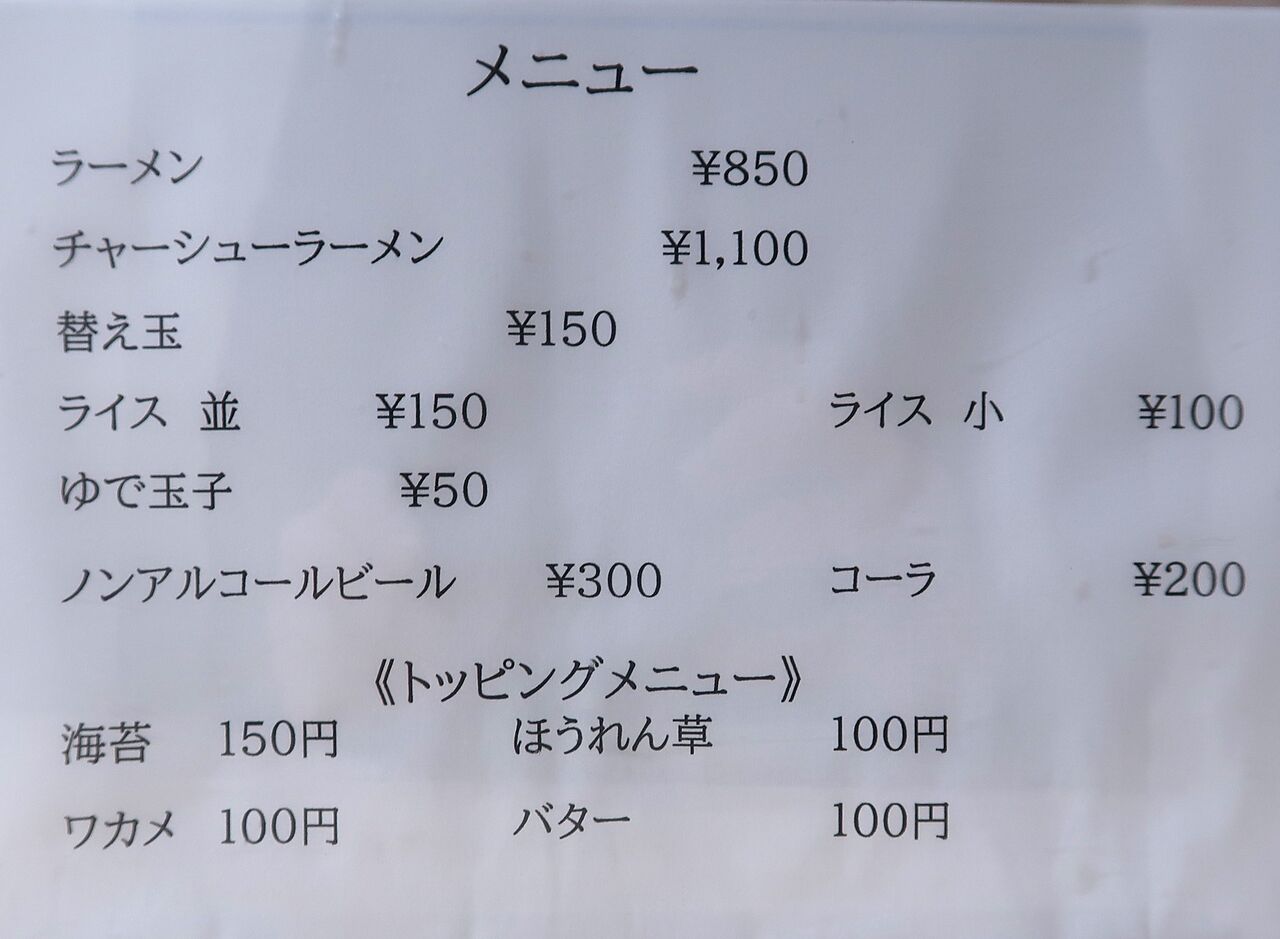 メニュー
ラーメン ¥850
チャーシューラーメン ¥1,100
替え玉 ¥150
ライス 並 ¥150 ライス 小 ¥100
ゆで玉子 ¥50
ノンアルコールビール ¥300 コーラ ¥200
《トッピングメニュー》
海苔 150円 ほうれん草 100円
ワカメ 100円 バター 100円